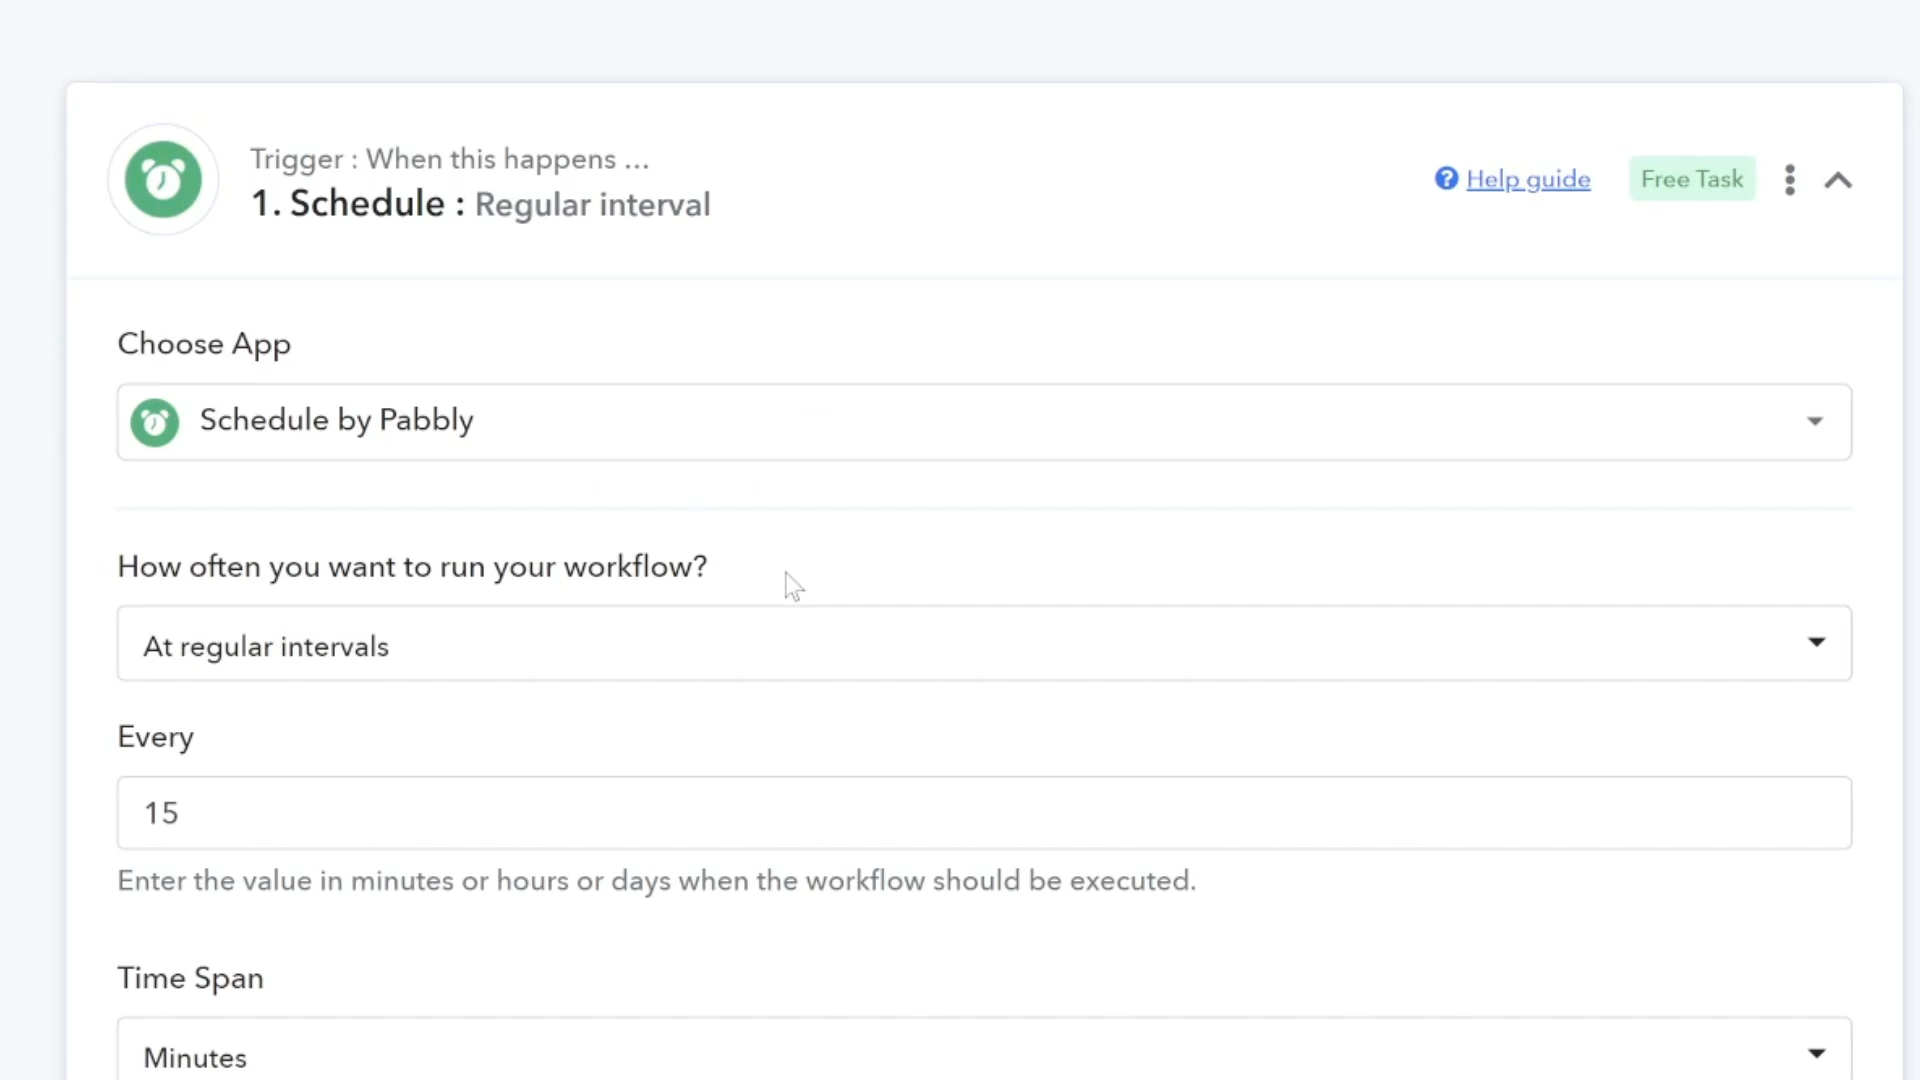 Trigger : When this happens ...
1. Schedule : Regular interval
Help guide
Free Task
Choose App
Schedule by Pabbly
How often you want to run your workflow?
At regular intervals
Every
15
Enter the value in minutes or hours or days when the workflow should be executed.
Time Span
Minutes